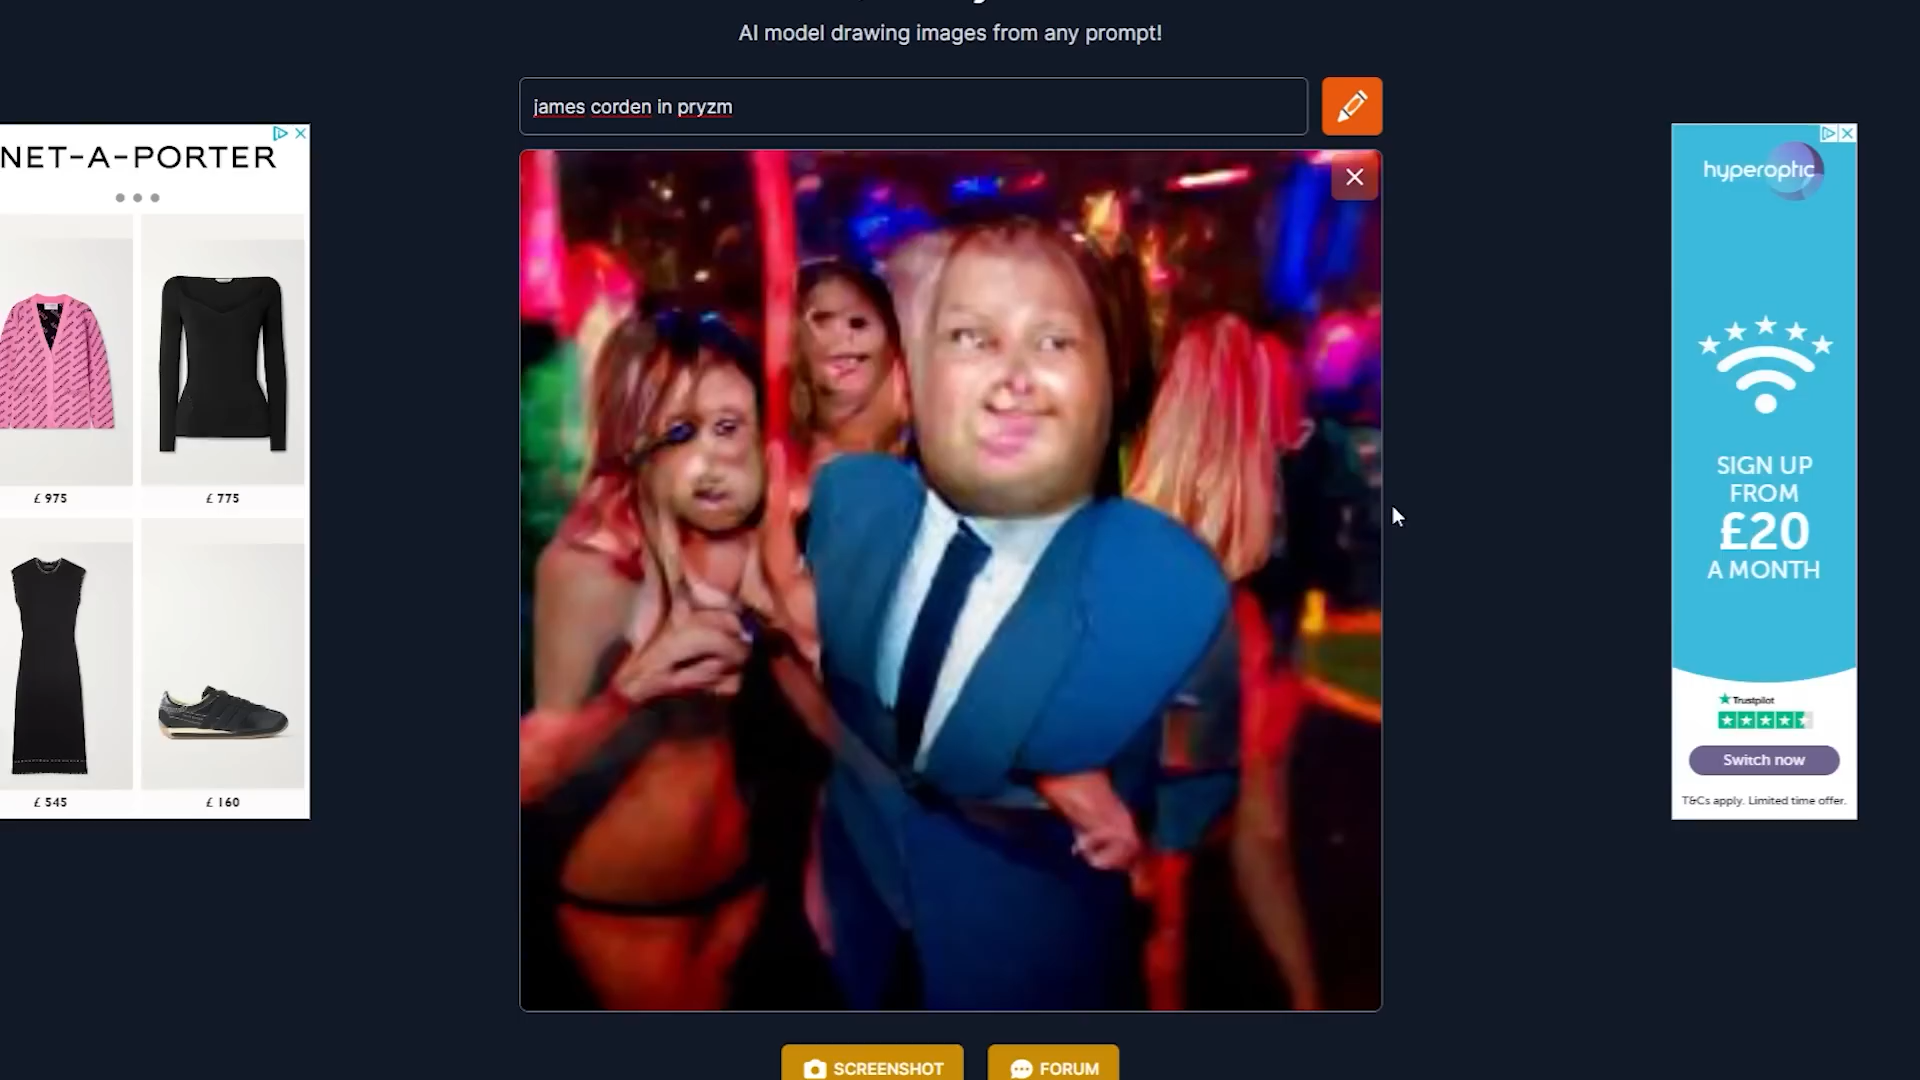 AI model drawing images from any prompt!
james corden in pryzm
NET-A-PORTER
£ 975
£ 775
£ 545
£ 160
hyperoptic
SIGN UP
FROM
£20
A MONTH
Trustpilot
Switch now
T&Cs apply. Limited time offer.
SCREENSHOT
FORUM